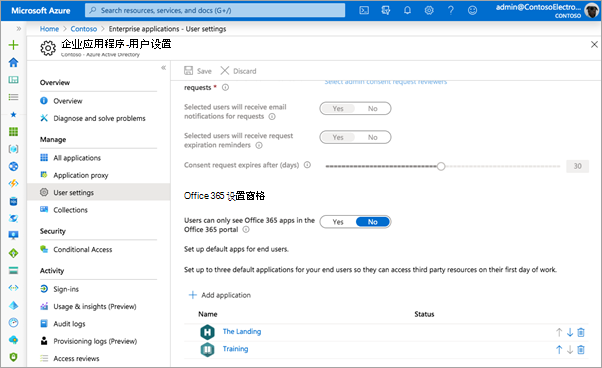 Microsoft Azure
Search resources, services, and docs (G+/)
admin@ContosoElectro...
CONTOSO
Home > Contoso > Enterprise applications - User settings
企业应用程序-用户设置
Contoso - Azure Active Directory
Overview
Overview
Diagnose and solve problems
Manage
All applications
Application proxy
User settings
Collections
Security
Conditional Access
Activity
Sign-ins
Usage & insights (Preview)
Audit logs
Provisioning logs (Preview)
Access reviews
Save Discard
Select admin consent request reviewers
requests *
Selected users will receive email
notifications for requests
Yes No
Selected users will receive request
expiration reminders
Yes No
Consent request expires after (days)
30
Office 365 设置窗格
Users can only see Office 365 apps in the
Office 365 portal
Yes No
Set up default apps for end users.
Set up to three default applications for your end users so they can access third party resources on their first day of work.
+ Add application
Name Status
The Landing
Training